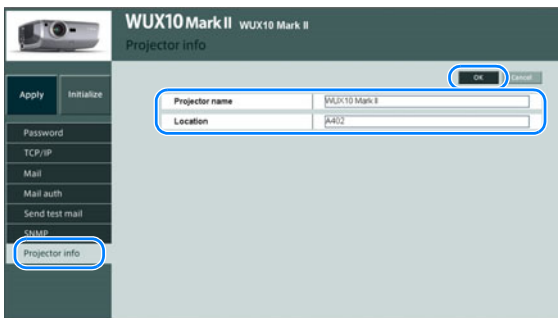 WUX10 Mark II WUX10 Mark II
Projector info
OK Cancel
Apply Initialize
Projector name WUX10 Mark II
Location A402
Password
TCP/IP
Mail
Mail auth
Send test mail
SNMP
Projector info